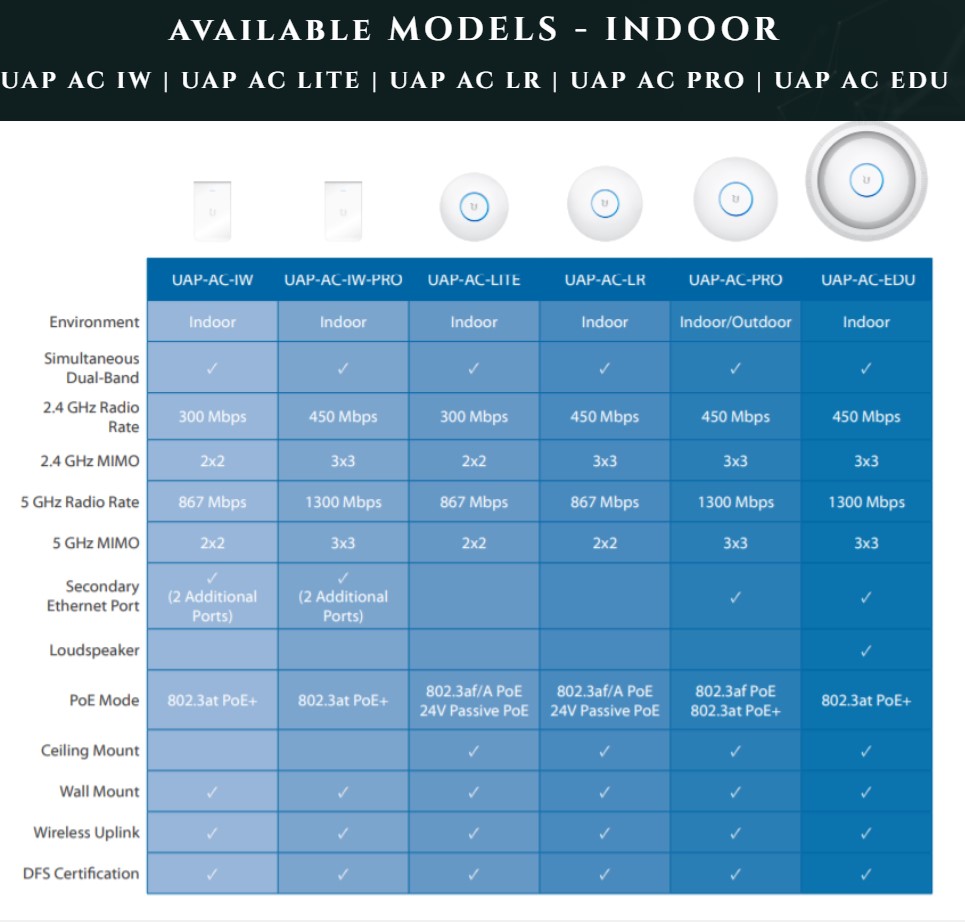 AVAILABLE MODELS - INDOOR
UAP AC IW | UAP AC LITE | UAP AC LR | UAP AC PRO | UAP AC EDU
UAP-AC-IW UAP-AC-IW-PRO UAP-AC-LITE UAP-AC-LR UAP-AC-PRO UAP-AC-EDU
Environment Indoor Indoor Indoor Indoor Indoor/Outdoor Indoor
Simultaneous
Dual-Band ✓ ✓ ✓ ✓ ✓ ✓
2.4 GHz Radio
Rate 300 Mbps 450 Mbps 300 Mbps 450 Mbps 450 Mbps 450 Mbps
2.4 GHz MIMO 2x2 3x3 2x2 3x3 3x3 3x3
5 GHz Radio Rate 867 Mbps 1300 Mbps 867 Mbps 867 Mbps 1300 Mbps 1300 Mbps
5 GHz MIMO 2x2 3x3 2x2 2x2 3x3 3x3
Secondary
Ethernet Port ✓ ✓ ✓ ✓
(2 Additional (2 Additional
Ports) Ports)
Loudspeaker ✓
PoE Mode 802.3at PoE+ 802.3at PoE+ 802.3af/A PoE 802.3af/A PoE 802.3af PoE 802.3at PoE+
24V Passive PoE 24V Passive PoE 802.3at PoE+
Ceiling Mount ✓ ✓ ✓ ✓
Wall Mount ✓ ✓ ✓ ✓ ✓ ✓
Wireless Uplink ✓ ✓ ✓ ✓ ✓ ✓
DFS Certification ✓ ✓ ✓ ✓ ✓ ✓